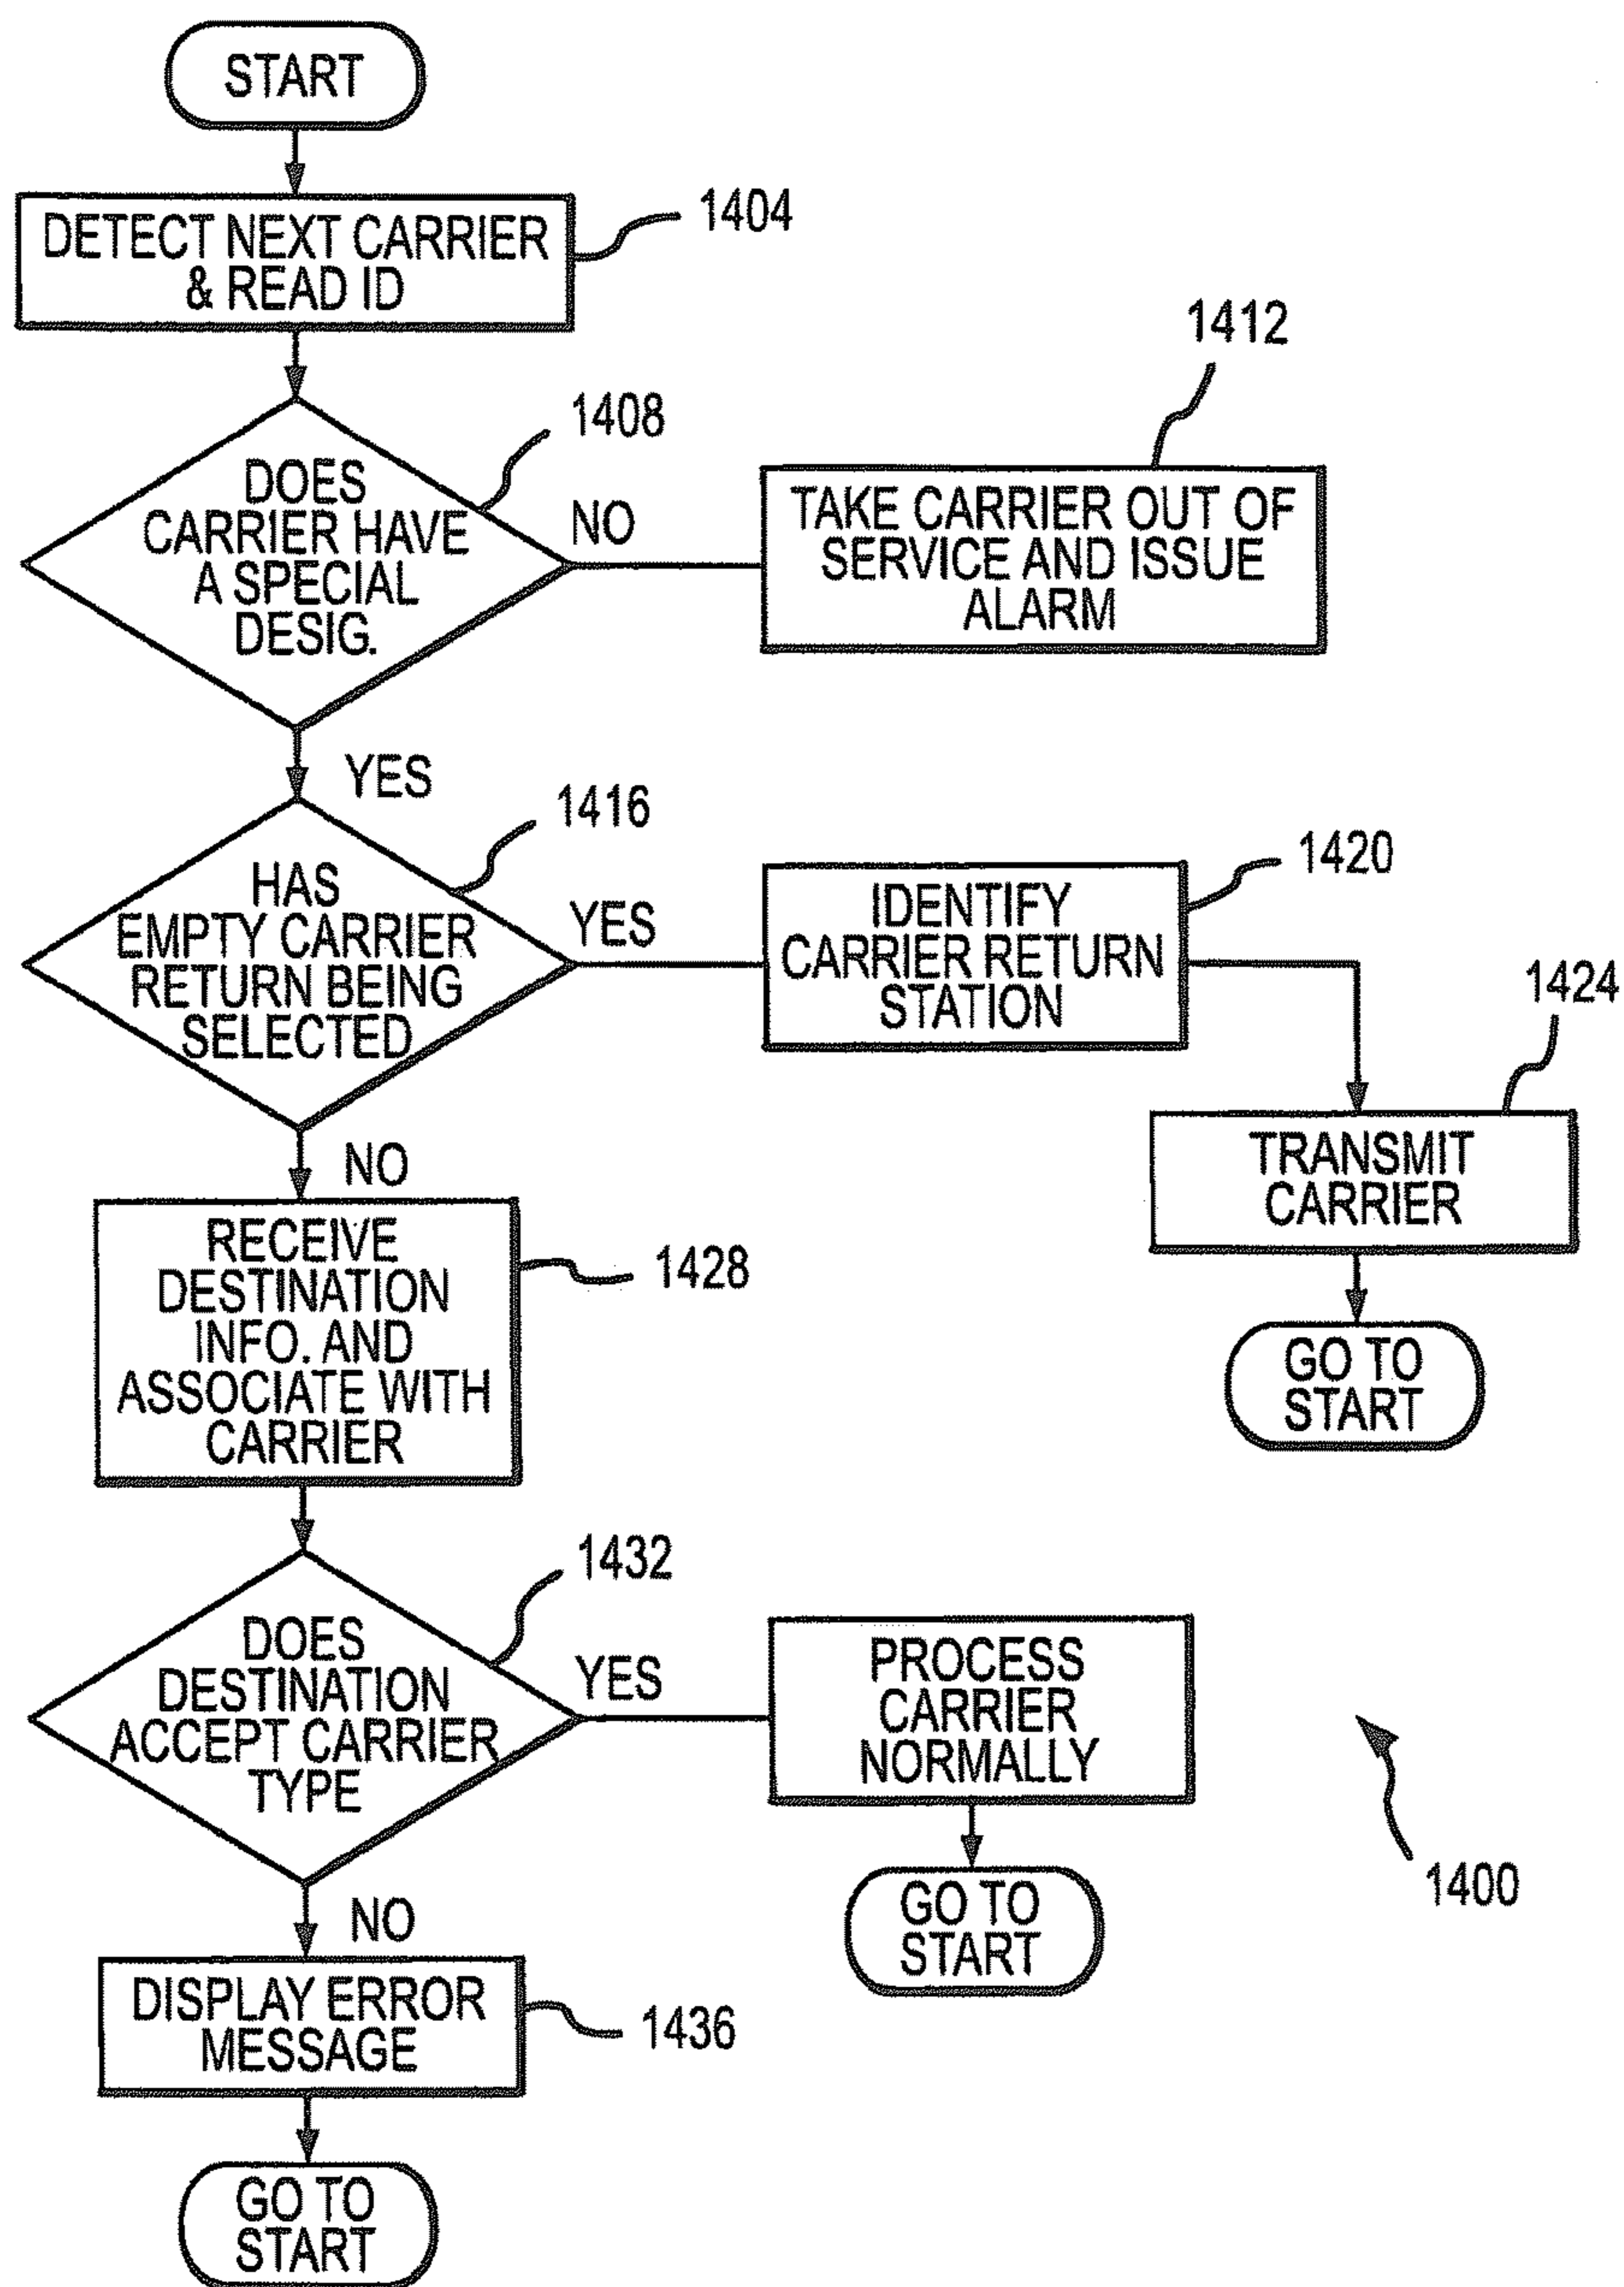 START
DETECT NEXT CARRIER
& READ ID
1404
1412
1408
DOES
CARRIER HAVE
A SPECIAL
DESIG.
NO
TAKE CARRIER OUT OF
SERVICE AND ISSUE
ALARM
YES
1416
HAS
EMPTY CARRIER
RETURN BEING
SELECTED
YES
IDENTIFY
CARRIER RETURN
STATION
1420
1424
NO
TRANSMIT
CARRIER
RECEIVE
DESTINATION
INFO. AND
ASSOCIATE WITH
CARRIER
1428
GO TO
START
1432
DOES
DESTINATION
ACCEPT CARRIER
TYPE
YES
PROCESS
CARRIER
NORMALLY
1400
NO
GO TO
START
DISPLAY ERROR
MESSAGE
1436
GO TO
START